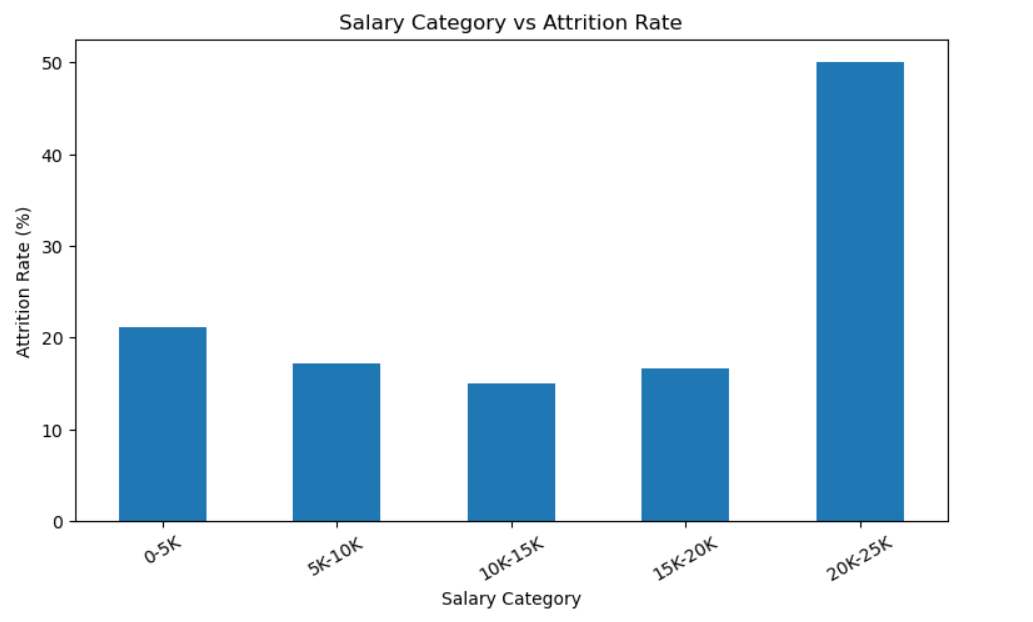 Salary Category vs Attrition Rate
Attrition Rate (%)
50
40
30
20
10
0
0-5K
5K-10K
10K-15K
15K-20K
20K-25K
Salary Category